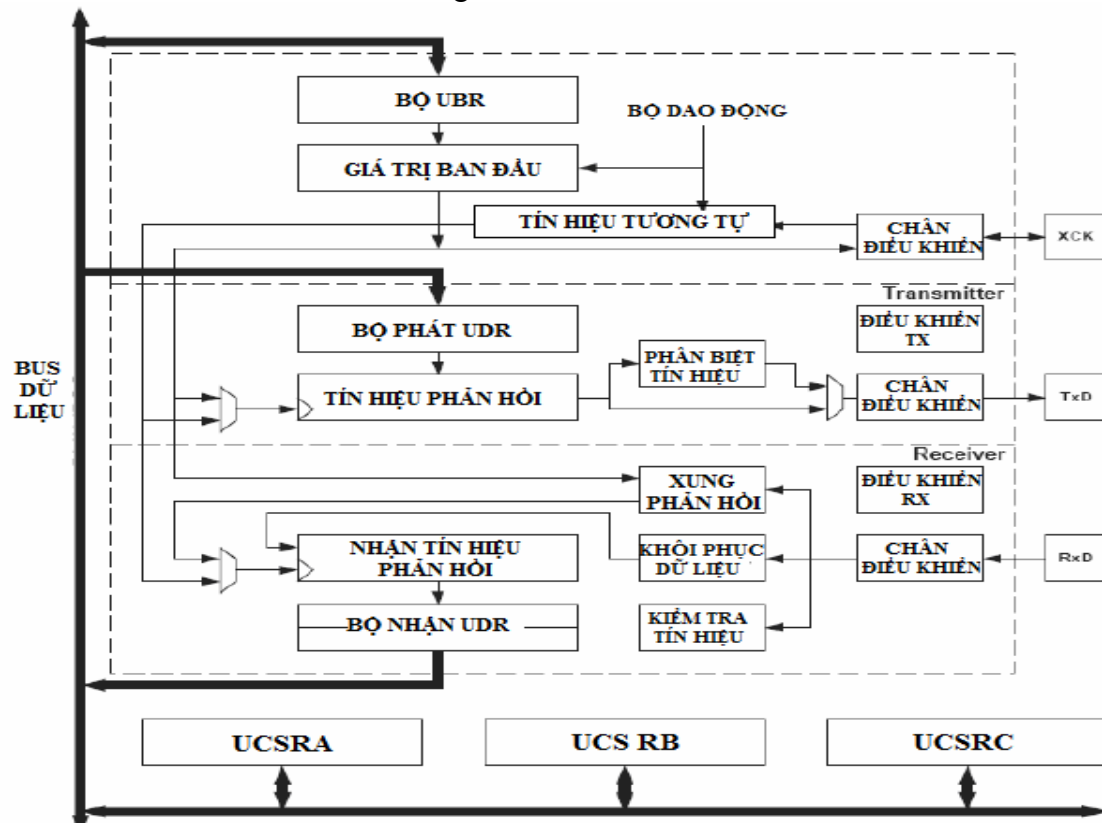 BỘ UBR
BỘ DAO ĐỘNG
GIÁ TRỊ BAN ĐẦU
TÍN HIỆU TƯƠNG TỰ
CHÂN
ĐIỀU KHIỂN
XCK
Transmitter
BỘ PHÁT UDR
ĐIỀU KHIỂN
TX
BUS
DỮ
LIỆU
PHÂN BIỆT
TÍN HIỆU
TÍN HIỆU PHẢN HỒI
CHÂN
ĐIỀU KHIỂN
TxD
Receiver
XUNG
PHẢN HỒI
ĐIỀU KHIỂN
RX
NHẬN TÍN HIỆU
PHẢN HỒI
KHÔI PHỤC
DỮ LIỆU
CHÂN
ĐIỀU KHIỂN
RxD
BỘ NHẬN UDR
KIỂM TRA
TÍN HIỆU
UCSRA
UCS RB
UCSRC